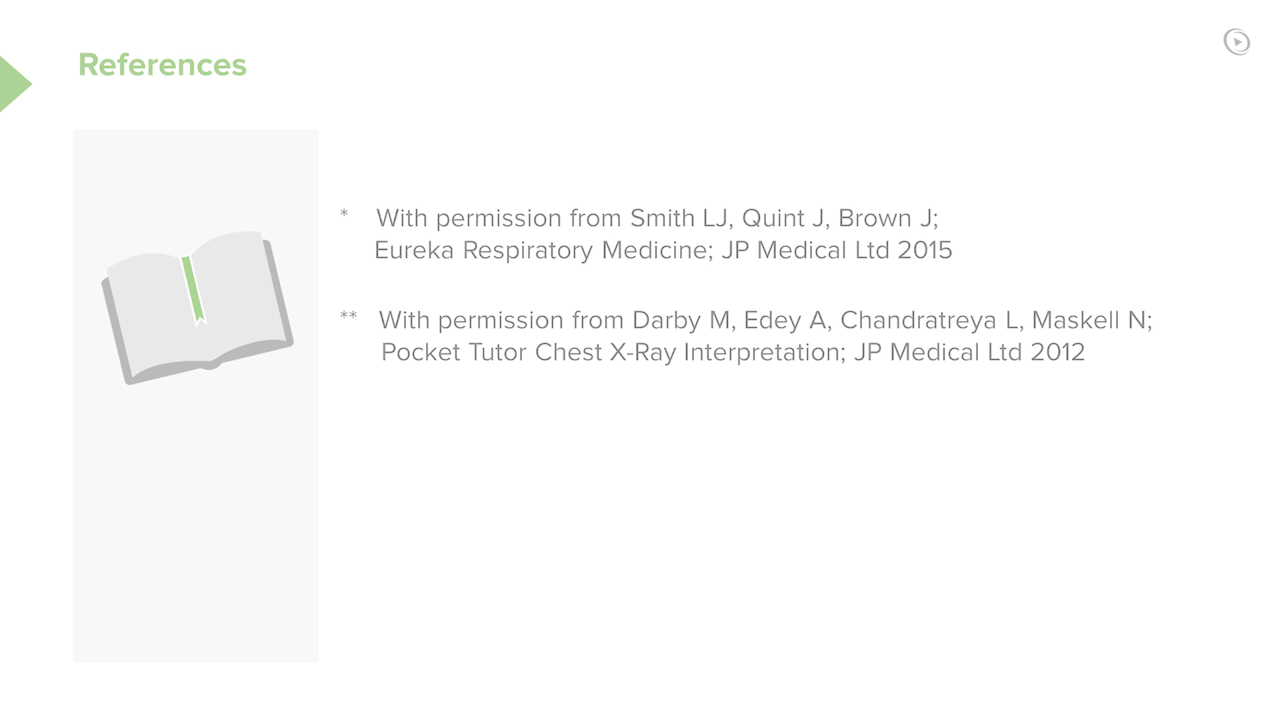 References
* With permission from Smith LJ, Quint J, Brown J;
Eureka Respiratory Medicine; JP Medical Ltd 2015
** With permission from Darby M, Edey A, Chandratreya L, Maskell N;
Pocket Tutor Chest X-Ray Interpretation; JP Medical Ltd 2012